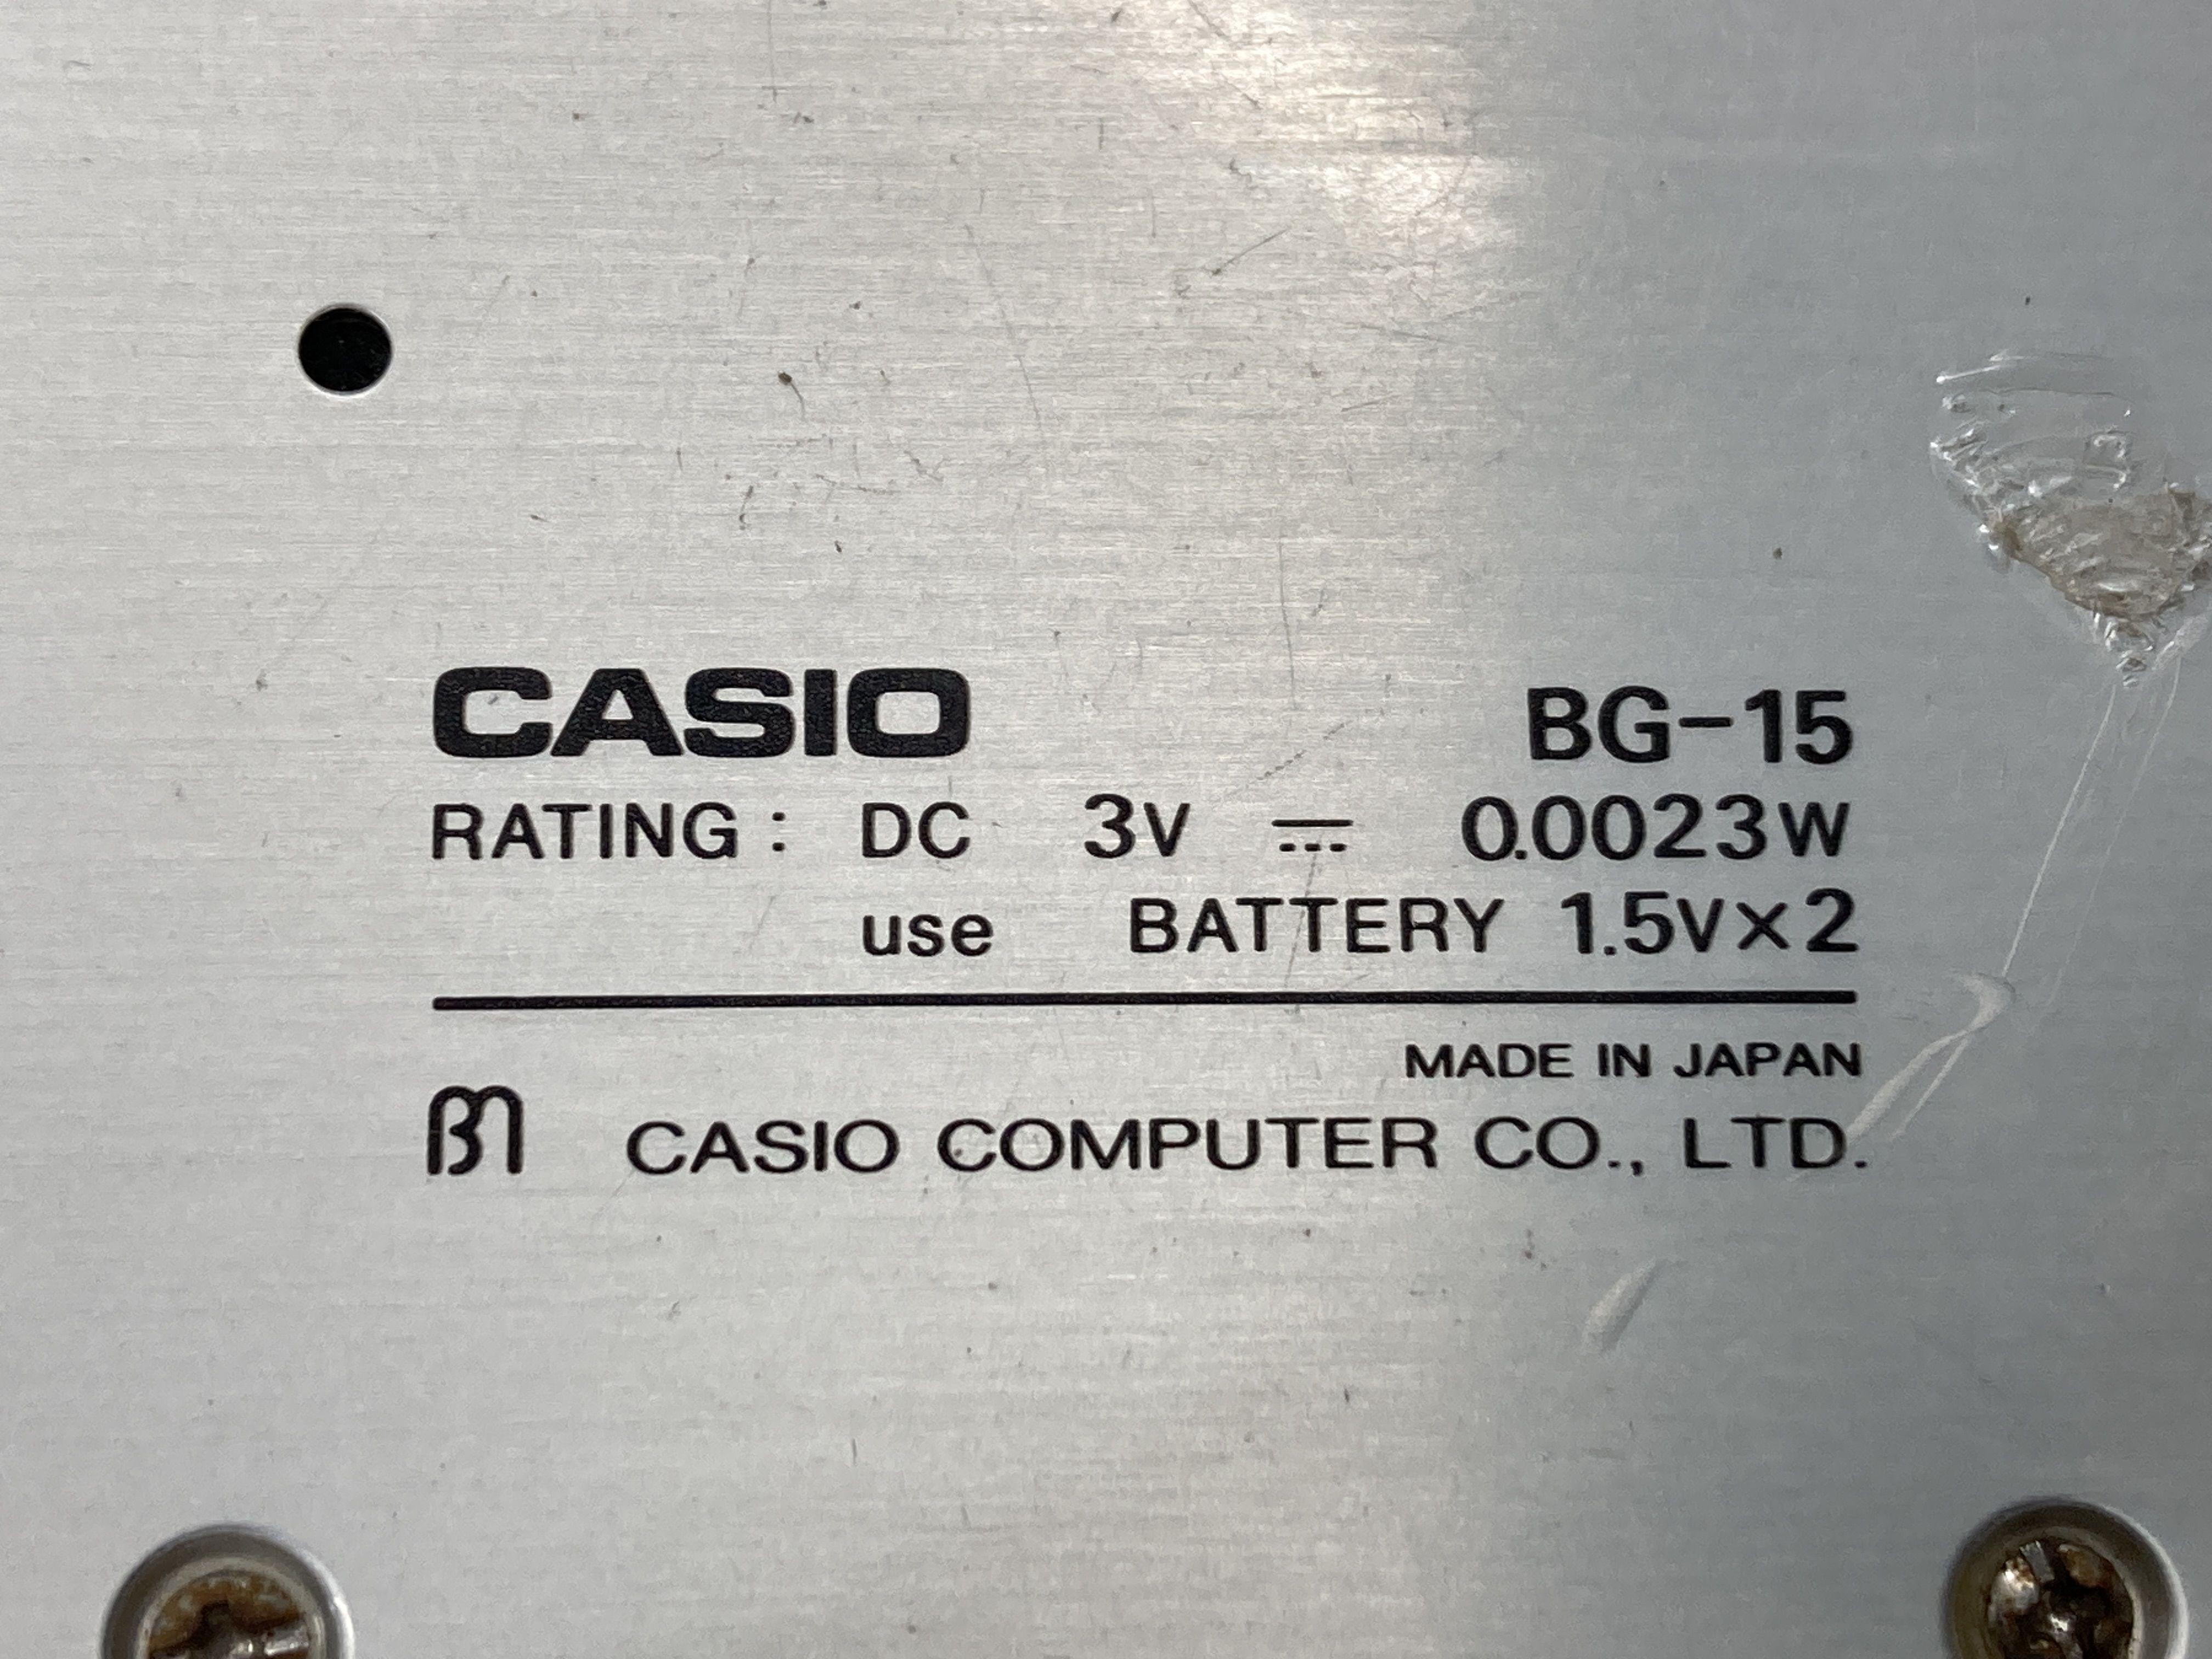 CASIO BG-15
RATING: DC 3V ⎓ 0.0023W
use BATTERY 1.5V×2
MADE IN JAPAN
CASIO COMPUTER CO., LTD.